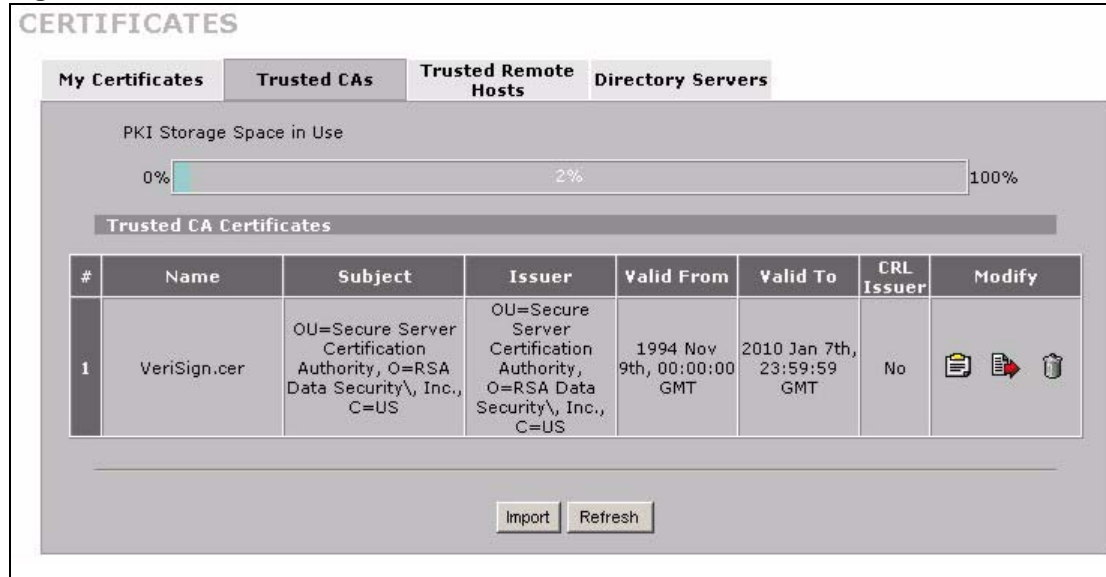 CERTIFICATES
My Certificates
Trusted CAs
Trusted Remote
Hosts
Directory Servers
PKI Storage Space in Use
0%
2%
100%
Trusted CA Certificates
#
Name
Subject
Issuer
Valid From
Valid To
CRL
Issuer
Modify
1
VeriSign.cer
OU=Secure Server
Certification
Authority, O=RSA
Data Security\, Inc.,
C=US
OU=Secure
Server
Certification
Authority,
O=RSA Data
Security\, Inc.,
C=US
1994 Nov
9th, 00:00:00
GMT
2010 Jan 7th,
23:59:59
GMT
No
Import
Refresh